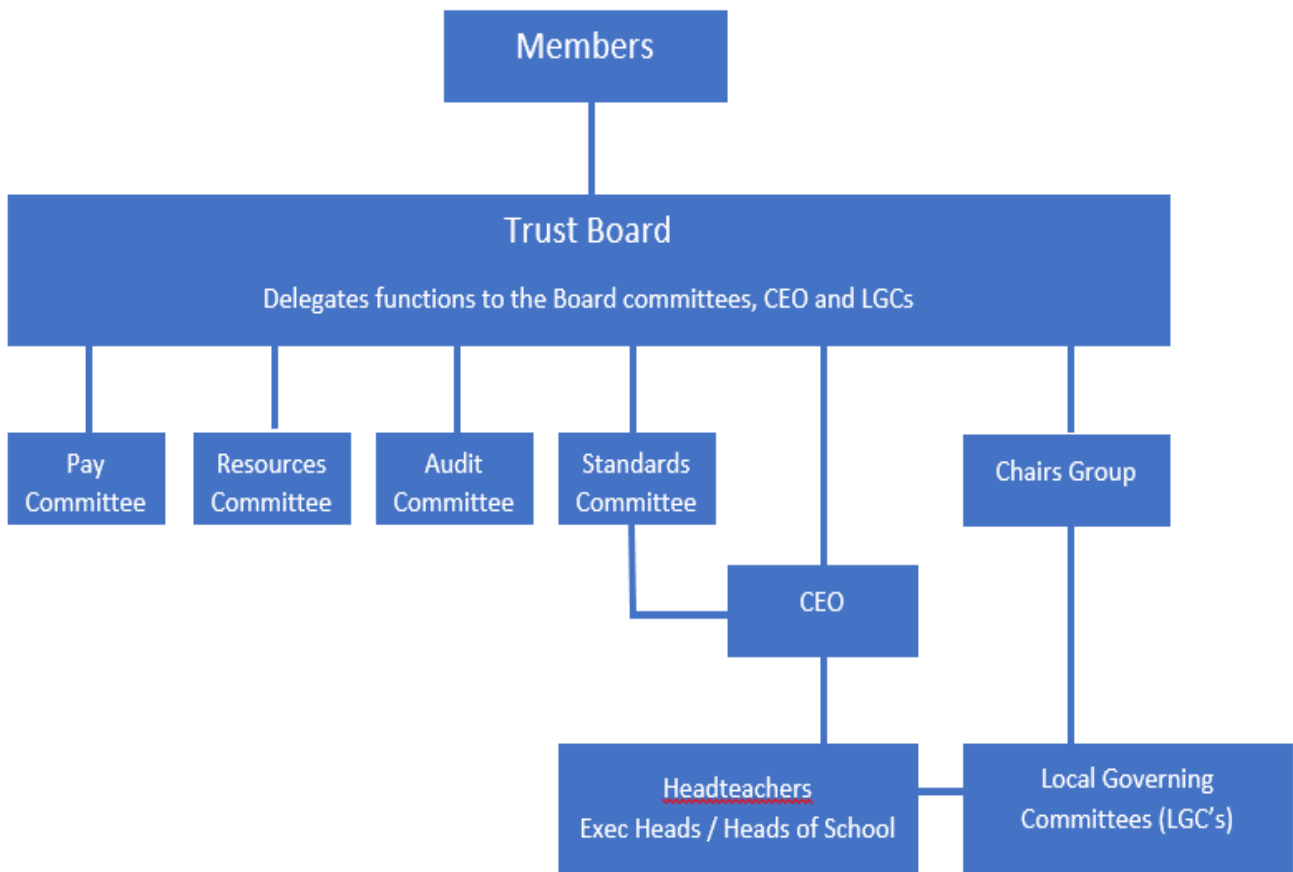 Members
Trust Board
Delegates functions to the Board committees, CEO and LGCs
Pay
Committee
Resources
Committee
Audit
Committee
Standards
Committee
Chairs Group
CEO
Headteachers
Exec Heads / Heads of School
Local Governing
Committees (LGC's)